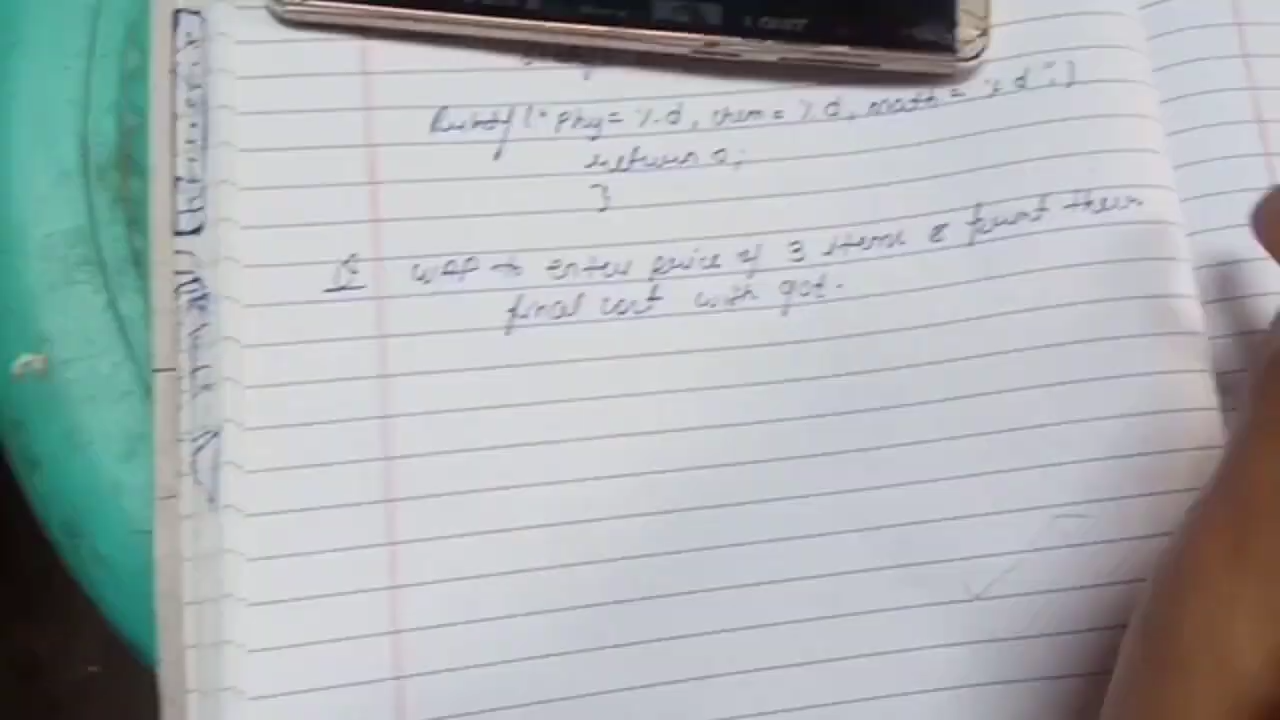 Printf(" Phy = %d, chem = %d, math = %d");
return 0;
}
Q WAP to enter price of 3 items & print their
final cost with gst.